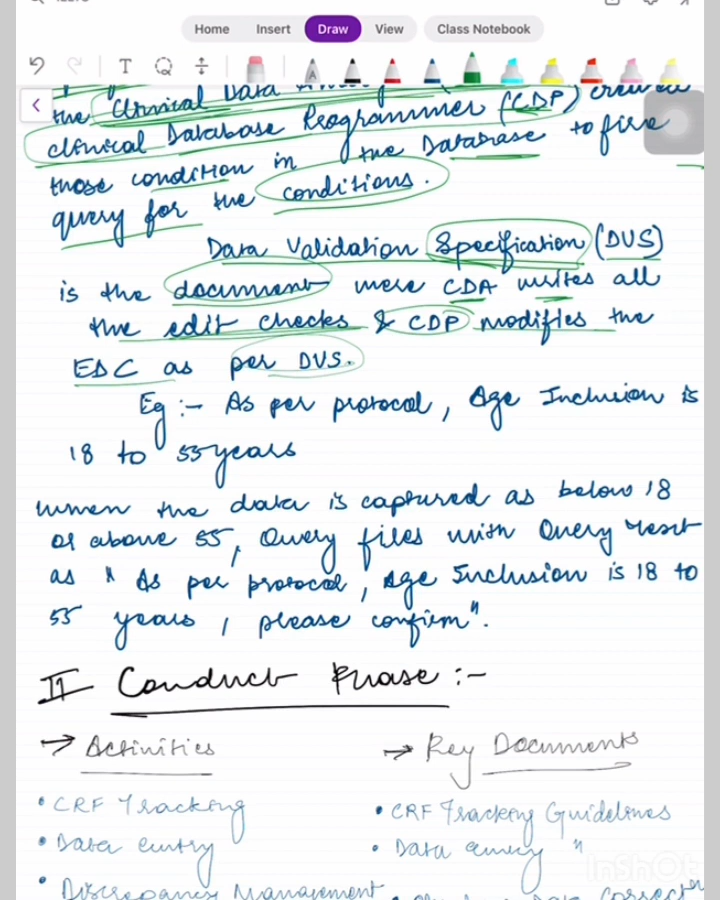 Home Insert Draw View Class Notebook
the Clinical Data
clinical Database Programmer (CDP) created
those condition in the Database to fire
query for the conditions.
Data Validation Specification (DVS)
is the document were CDA writes all
the edit checks & CDP modifies the
EDC as per DVS.
Eg :- As per protocol, Age Inclusion is
18 to 55 years
When the data is captured as below 18
or above 55, Query files with Query text
as " As per protocol, Age Inclusion is 18 to
55 years, please confirm".
II Conduct Phase :-
→ Activities → Key Documents
• CRF Tracking • CRF Tracking Guidelines
• Data entry • Data entry "
• Discrepancy Management
InShOt